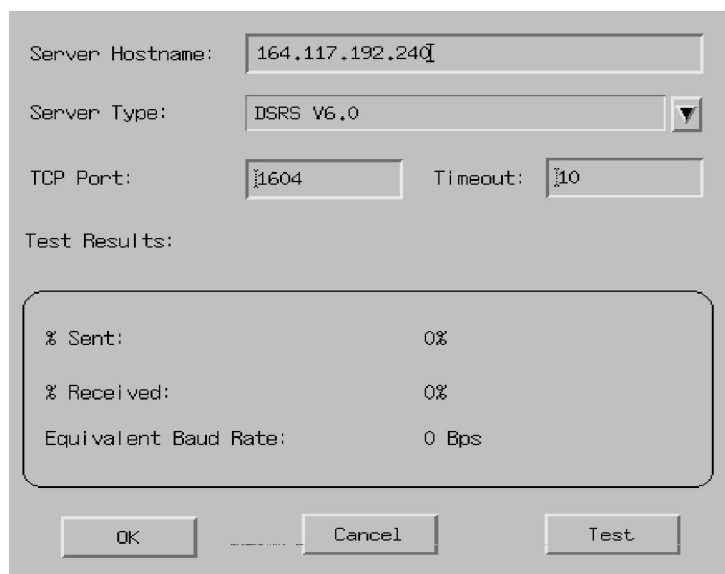 Server Hostname: 164.117.192.240
Server Type: DSRS V6.0
TCP Port: 1604 Timeout: 10
Test Results:
% Sent: 0%
% Received: 0%
Equivalent Baud Rate: 0 Bps
OK Cancel Test